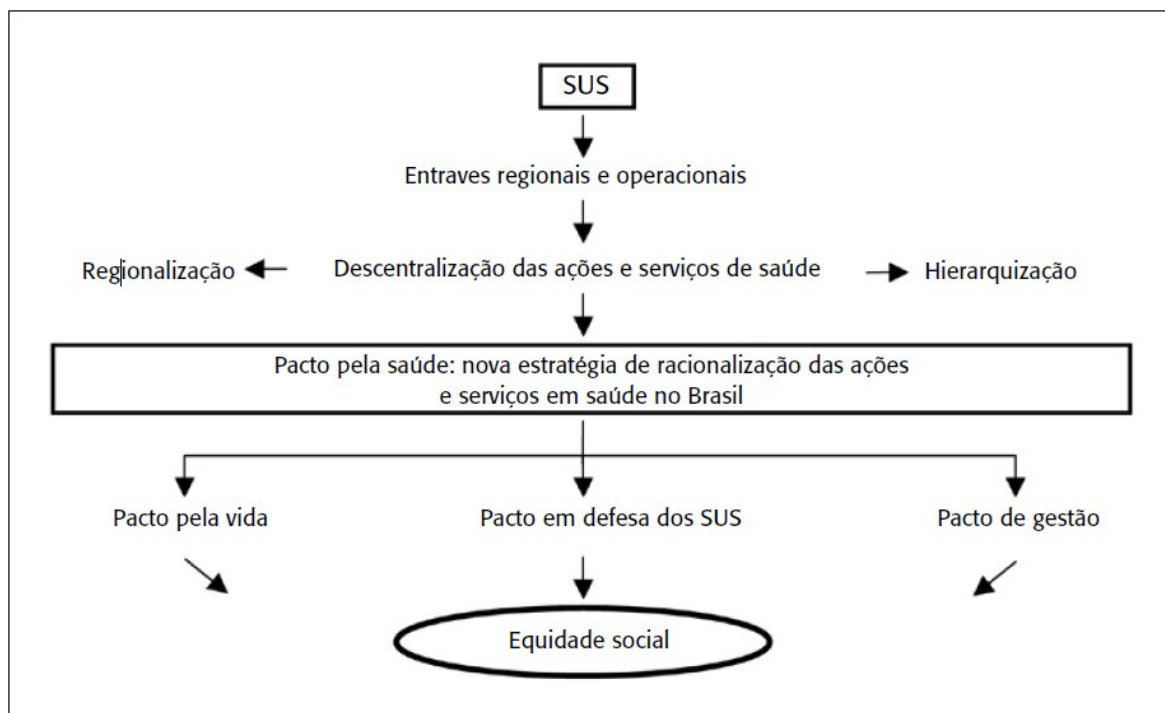 SUS
Entraves regionais e operacionais
Regionalização
Descentralização das ações e serviços de saúde
Hierarquização
Pacto pela saúde: nova estratégia de racionalização das ações
e serviços em saúde no Brasil
Pacto pela vida
Pacto em defesa dos SUS
Pacto de gestão
Equidade social